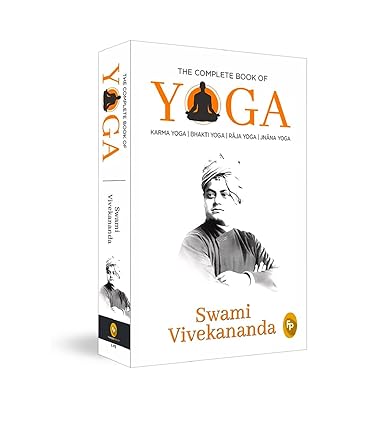 THE COMPLETE BOOK OF
YOGA
KARMA YOGA | BHAKTI YOGA | RĀJA YOGA | JNĀNA YOGA
Swami
Vivekananda
fp
THE COMPLETE BOOK OF
YOGA
Swami
Vivekananda